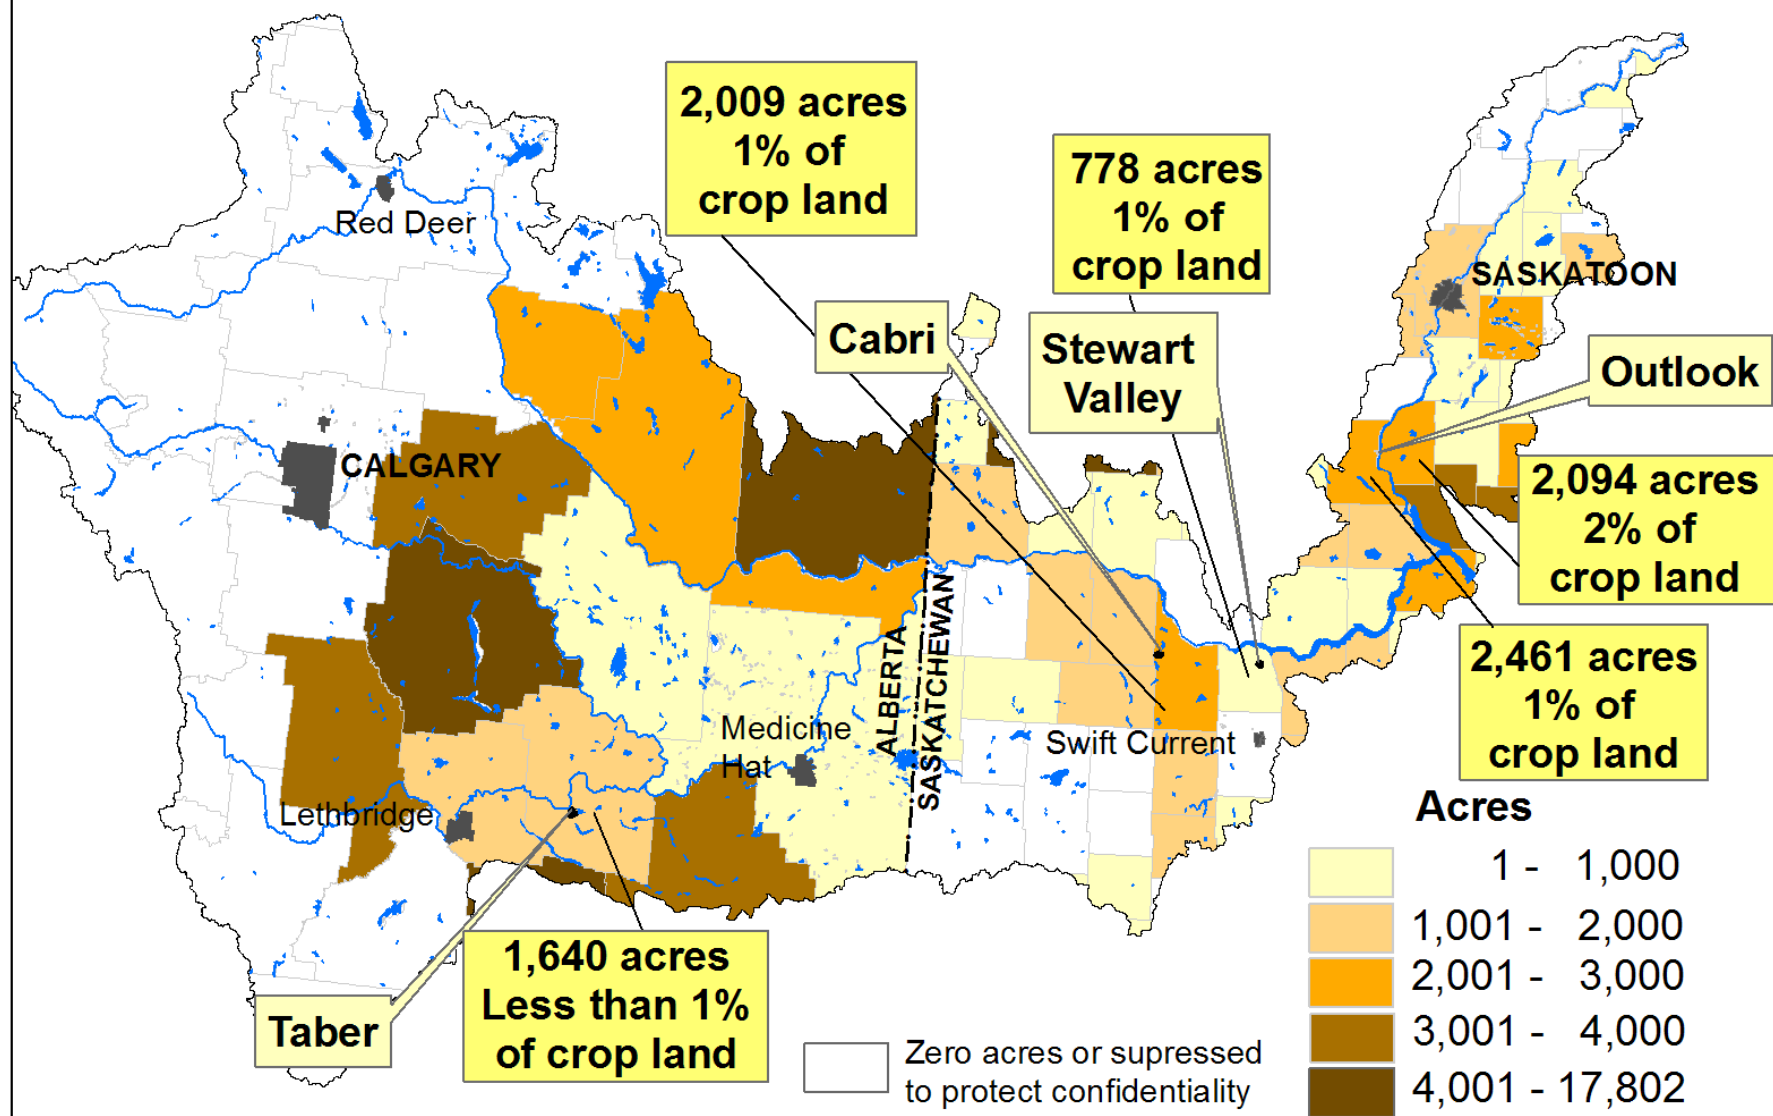 2,009 acres
1% of
crop land
778 acres
1% of
crop land
Red Deer
SASKATOON
Cabri
Stewart
Valley
Outlook
CALGARY
2,094 acres
2% of
crop land
ALBERTA
SASKATCHEWAN
2,461 acres
1% of
crop land
Medicine
Hat
Swift Current
Lethbridge
Taber
1,640 acres
Less than 1%
of crop land
Zero acres or supressed
to protect confidentiality
Acres
1 - 1,000
1,001 - 2,000
2,001 - 3,000
3,001 - 4,000
4,001 - 17,802